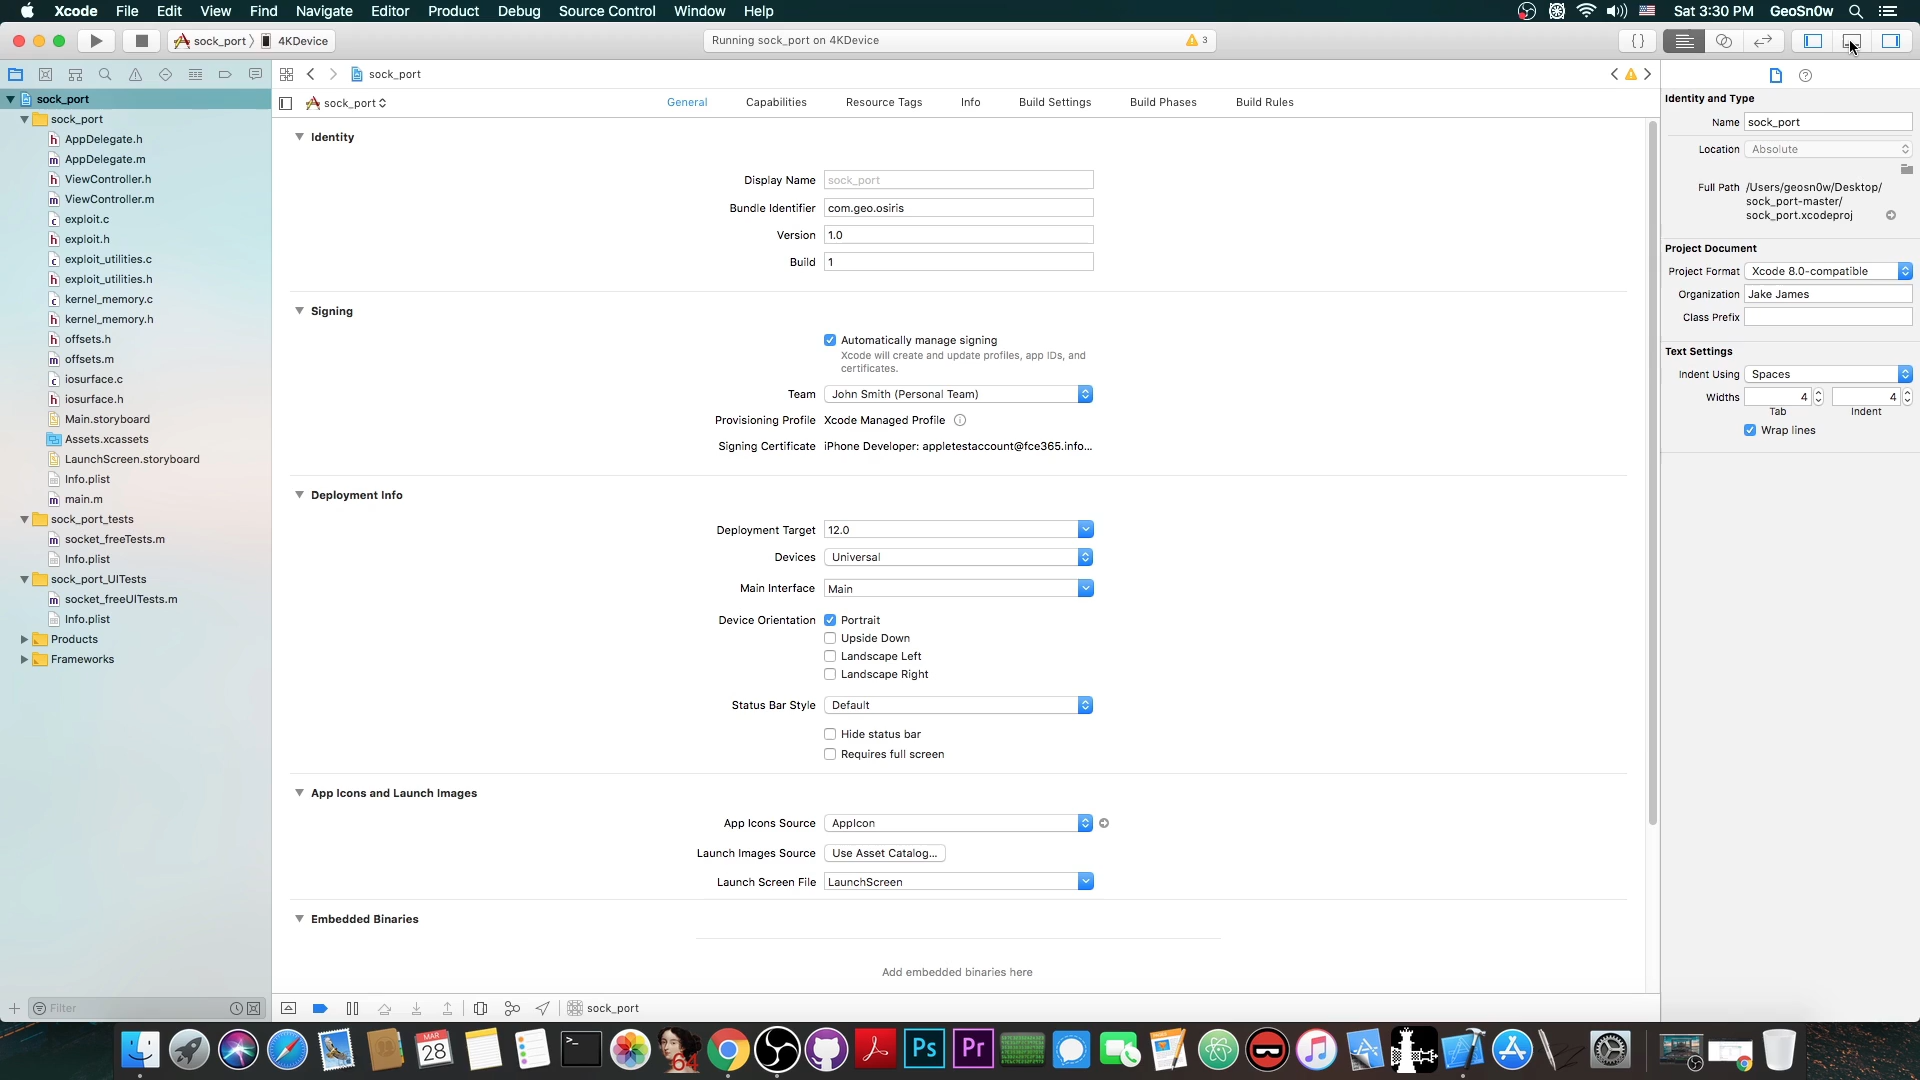 Xcode File Edit View Find Navigate Editor Product Debug Source Control Window Help
Sat 3:30 PM GeoSn0w
sock_port 4KDevice
Running sock_port on 4KDevice
3
sock_port
AppDelegate.h
AppDelegate.m
ViewController.h
ViewController.m
exploit.c
exploit.h
exploit_utilities.c
exploit_utilities.h
kernel_memory.c
kernel_memory.h
offsets.h
offsets.m
iosurface.c
iosurface.h
Main.storyboard
Assets.xcassets
LaunchScreen.storyboard
Info.plist
main.m
sock_port_tests
socket_freeTests.m
Info.plist
sock_port_UITests
socket_freeUITests.m
Info.plist
Products
Frameworks
Filter
sock_port
sock_port
sock_port
General Capabilities Resource Tags Info Build Settings Build Phases Build Rules
Identity
Display Name sock_port
Bundle Identifier com.geo.osiris
Version 1.0
Build 1
Signing
Automatically manage signing
Xcode will create and update profiles, app IDs, and
certificates.
Team John Smith (Personal Team)
Provisioning Profile Xcode Managed Profile
Signing Certificate iPhone Developer: appletestaccount@fce365.info...
Deployment Info
Deployment Target 12.0
Devices Universal
Main Interface Main
Device Orientation Portrait
Upside Down
Landscape Left
Landscape Right
Status Bar Style Default
Hide status bar
Requires full screen
App Icons and Launch Images
App Icons Source AppIcon
Launch Images Source Use Asset Catalog...
Launch Screen File LaunchScreen
Embedded Binaries
Add embedded binaries here
sock_port
Identity and Type
Name sock_port
Location Absolute
Full Path /Users/geosn0w/Desktop/
sock_port-master/
sock_port.xcodeproj
Project Document
Project Format Xcode 8.0-compatible
Organization Jake James
Class Prefix
Text Settings
Indent Using Spaces
Widths 4 4
Tab Indent
Wrap lines
MAR
28
64
Ps
Pr